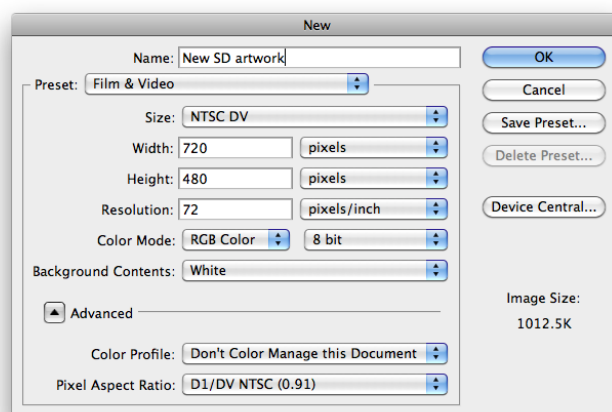 New
Name: New SD artwork
OK
Preset: Film & Video
Cancel
Size: NTSC DV
Save Preset...
Width: 720 pixels
Delete Preset...
Height: 480 pixels
Resolution: 72 pixels/inch
Device Central...
Color Mode: RGB Color 8 bit
Background Contents: White
Image Size:
1012.5K
Advanced
Color Profile: Don't Color Manage this Document
Pixel Aspect Ratio: D1/DV NTSC (0.91)